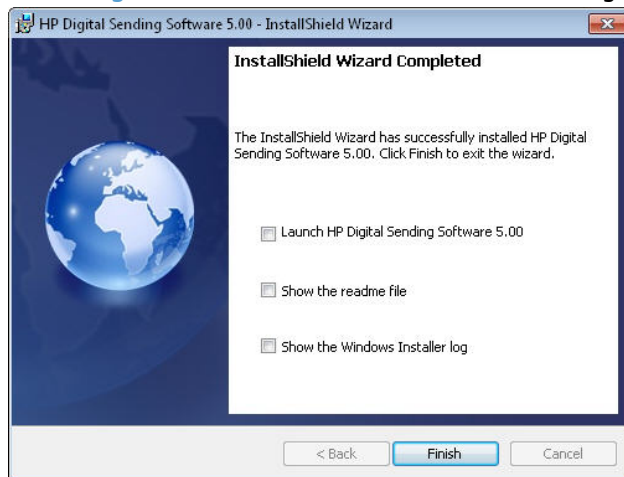 HP Digital Sending Software 5.00 - InstallShield Wizard
InstallShield Wizard Completed
The InstallShield Wizard has successfully installed HP Digital
Sending Software 5.00. Click Finish to exit the wizard.
Launch HP Digital Sending Software 5.00
Show the readme file
Show the Windows Installer log
< Back
Finish
Cancel